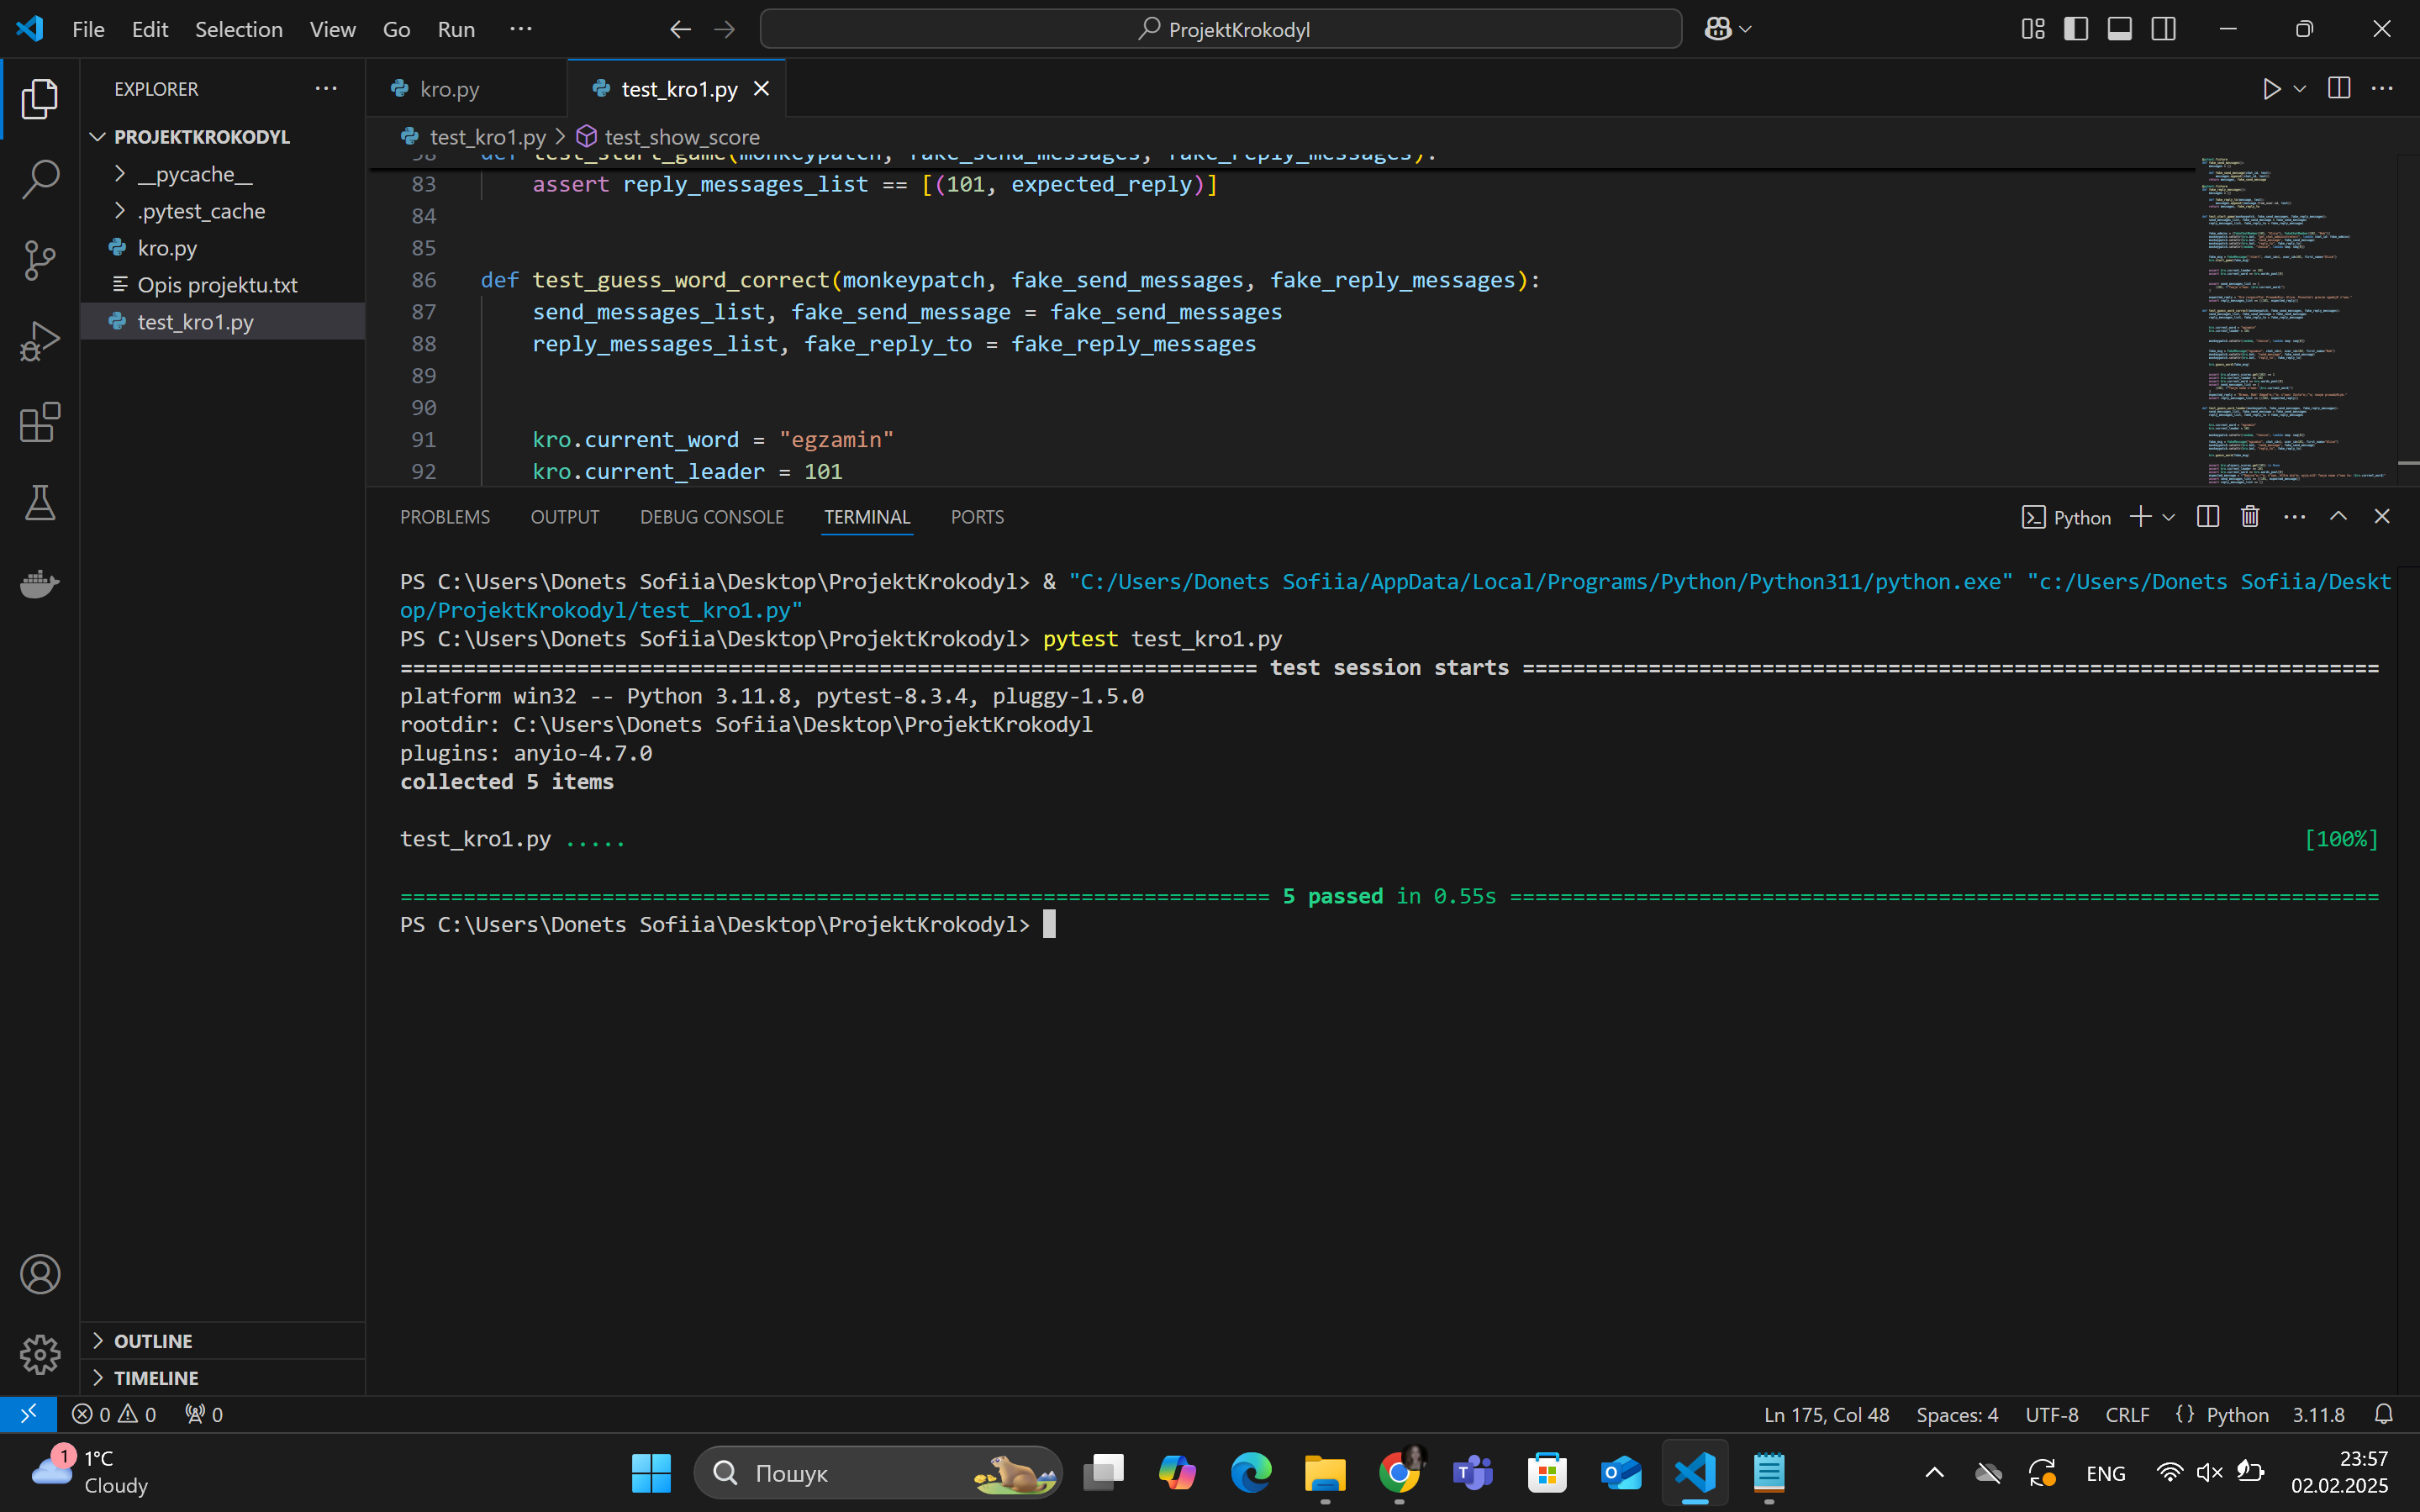 File Edit Selection View Go Run ··· ProjektKrokodyl
EXPLORER ···
PROJEKTKROKODYL
__pycache__
.pytest_cache
kro.py
Opis projektu.txt
test_kro1.py
OUTLINE
TIMELINE
kro.py test_kro1.py
test_kro1.py > test_show_score
58 def test_start_game(monkeypatch, fake_send_messages, fake_reply_messages):
83 assert reply_messages_list == [(101, expected_reply)]
84
85
86 def test_guess_word_correct(monkeypatch, fake_send_messages, fake_reply_messages):
87 send_messages_list, fake_send_message = fake_send_messages
88 reply_messages_list, fake_reply_to = fake_reply_messages
89
90
91 kro.current_word = "egzamin"
92 kro.current_leader = 101
PROBLEMS OUTPUT DEBUG CONSOLE TERMINAL PORTS Python
PS C:\Users\Donets Sofiia\Desktop\ProjektKrokodyl> & "C:/Users/Donets Sofiia/AppData/Local/Programs/Python/Python311/python.exe" "c:/Users/Donets Sofiia/Deskt
op/ProjektKrokodyl/test_kro1.py"
PS C:\Users\Donets Sofiia\Desktop\ProjektKrokodyl> pytest test_kro1.py
==================================================================== test session starts ====================================================================
platform win32 -- Python 3.11.8, pytest-8.3.4, pluggy-1.5.0
rootdir: C:\Users\Donets Sofiia\Desktop\ProjektKrokodyl
plugins: anyio-4.7.0
collected 5 items
test_kro1.py ..... [100%]
===================================================================== 5 passed in 0.55s =====================================================================
PS C:\Users\Donets Sofiia\Desktop\ProjektKrokodyl>
0 0 0 Ln 175, Col 48 Spaces: 4 UTF-8 CRLF {} Python 3.11.8
1 1°C
Cloudy
Пошук
ENG
23:57
02.02.2025